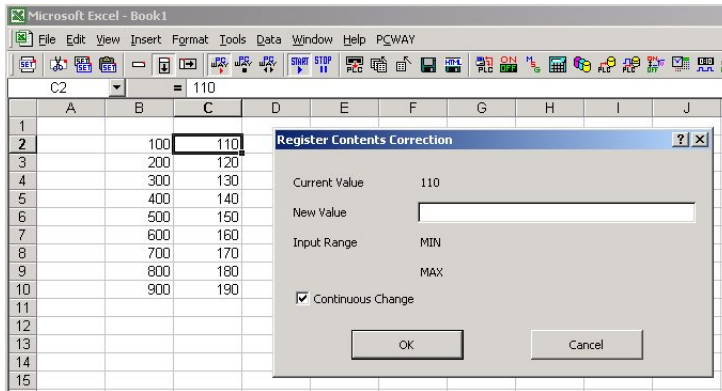 Microsoft Excel - Book1
File Edit View Insert Format Tools Data Window Help PCWAY
START STOP
C2 = 110
A B C D E F G H I J
1
2 100 110
3 200 120
4 300 130
5 400 140
6 500 150
7 600 160
8 700 170
9 800 180
10 900 190
11
12
13
14
15
Register Contents Correction
Current Value 110
New Value
Input Range MIN
MAX
Continuous Change
OK Cancel